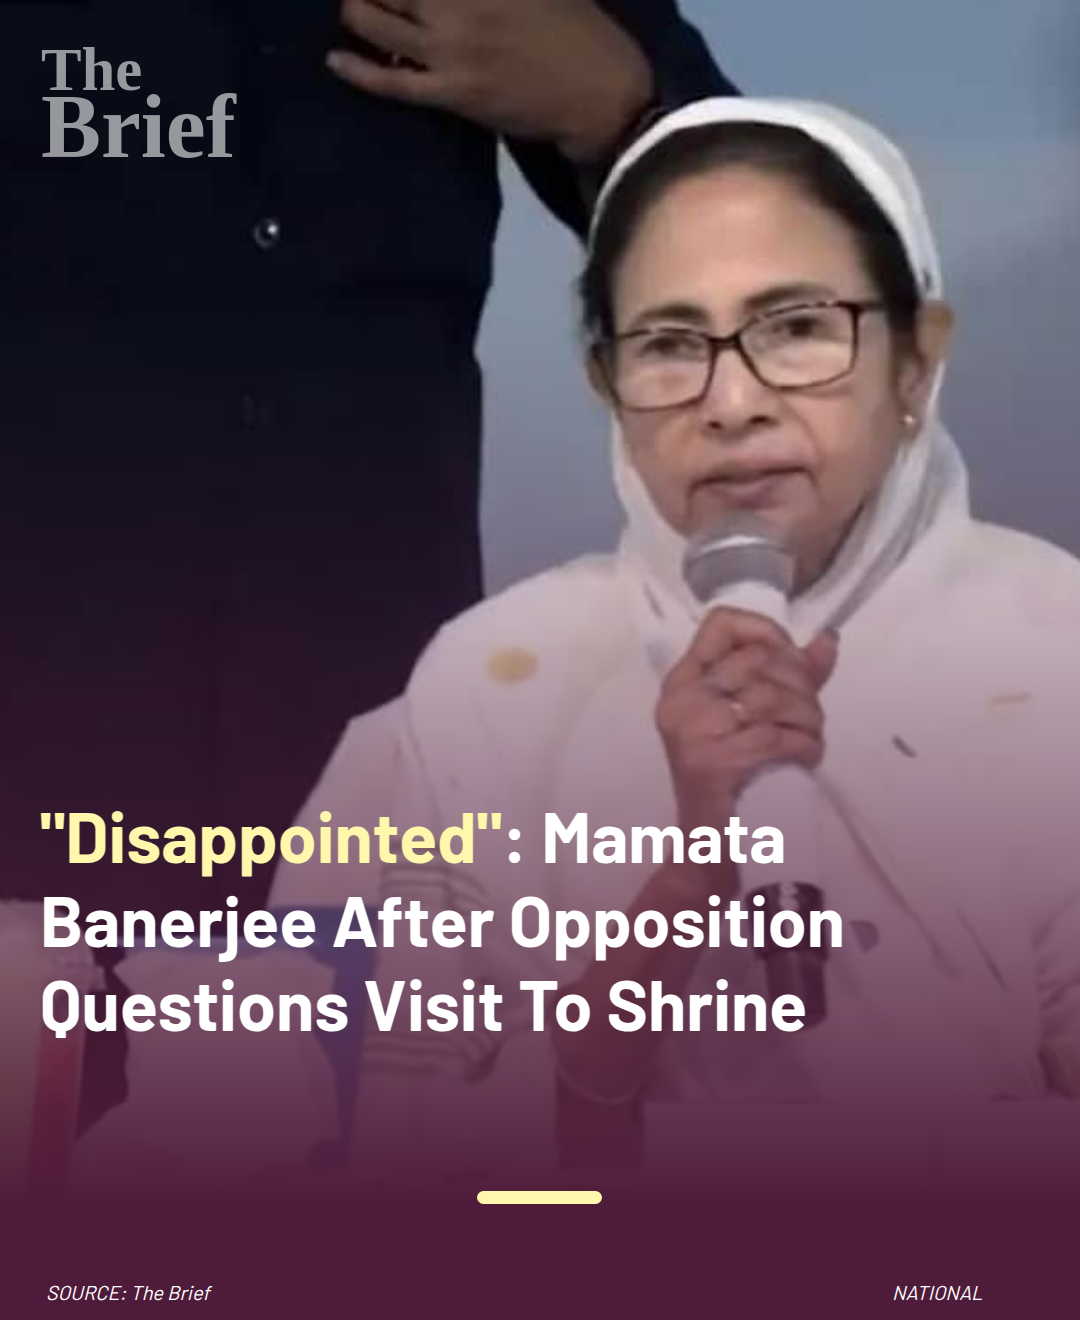 The
Brief
"Disappointed": Mamata
Banerjee After Opposition
Questions Visit To Shrine
SOURCE: The Brief
NATIONAL